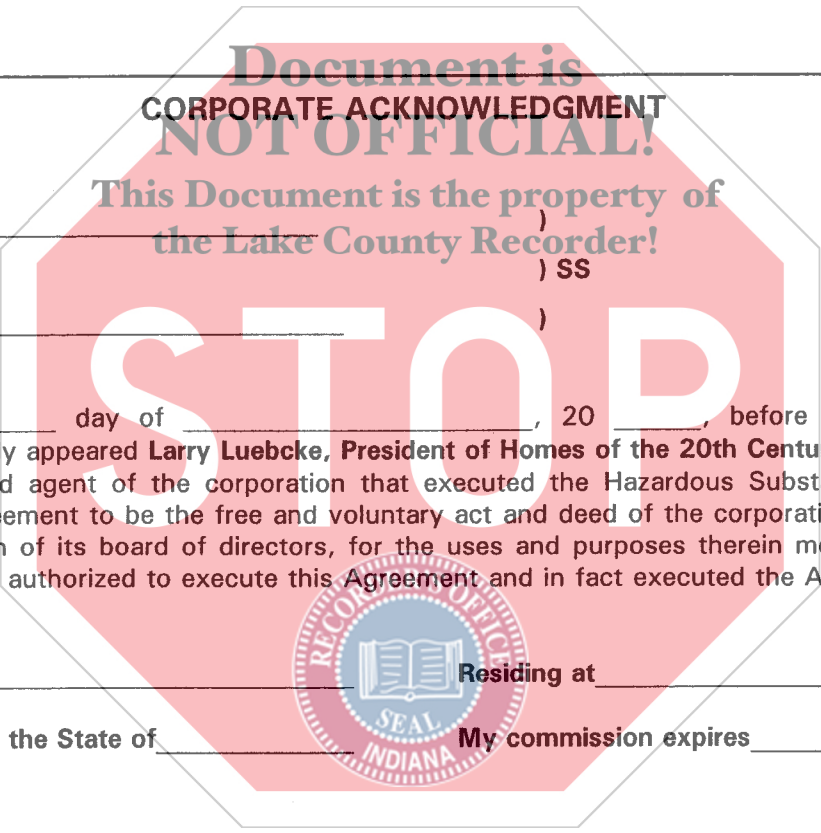 Document is
CORPORATE ACKNOWLEDGMENT
NOT OFFICIAL!
This Document is the property of
the Lake County Recorder!
)
) SS
)
STOP
day of , 20 , before
y appeared Larry Luebcke, President of Homes of the 20th Centu
d agent of the corporation that executed the Hazardous Subst
eement to be the free and voluntary act and deed of the corporati
n of its board of directors, for the uses and purposes therein m
authorized to execute this Agreement and in fact executed the A
RECORDER'S OFFICE
SEAL
INDIANA
Residing at
the State of My commission expires